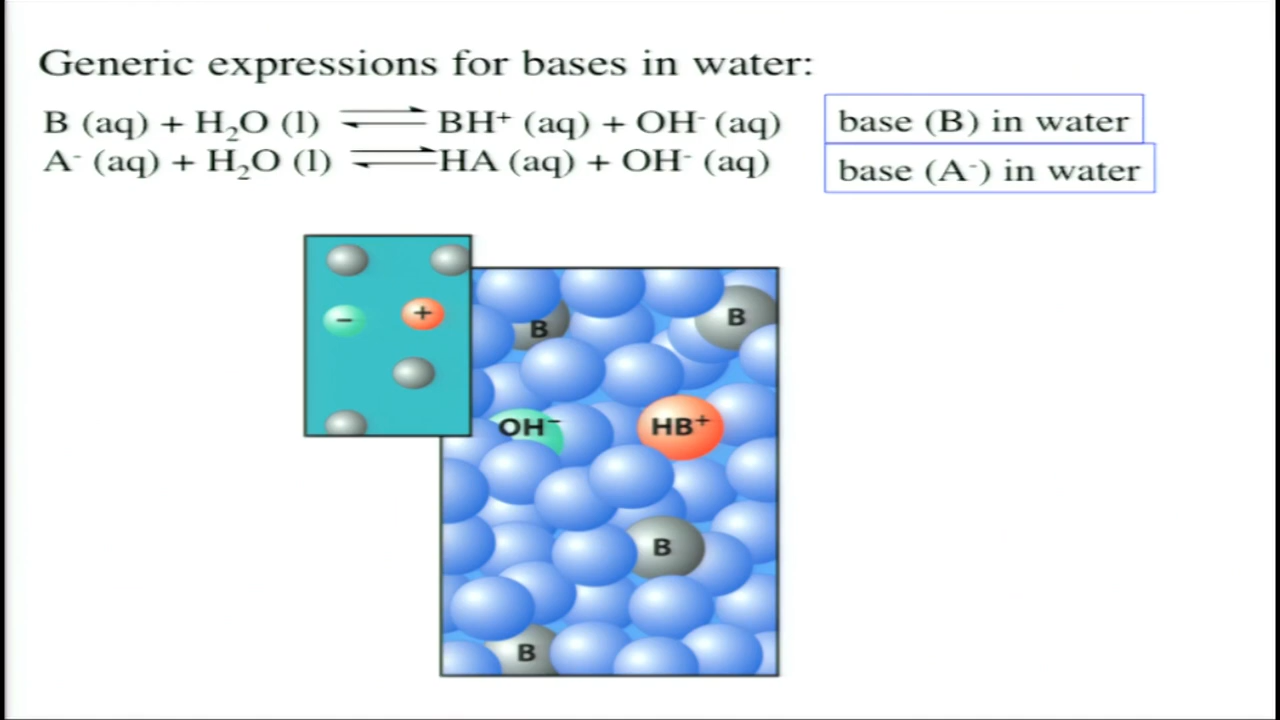 Generic expressions for bases in water:
B (aq) + H₂O (l) ⇌ BH⁺ (aq) + OH⁻ (aq)
base (B) in water
A⁻ (aq) + H₂O (l) ⇌ HA (aq) + OH⁻ (aq)
base (A⁻) in water
− +
B
B
OH⁻
HB⁺
B
B